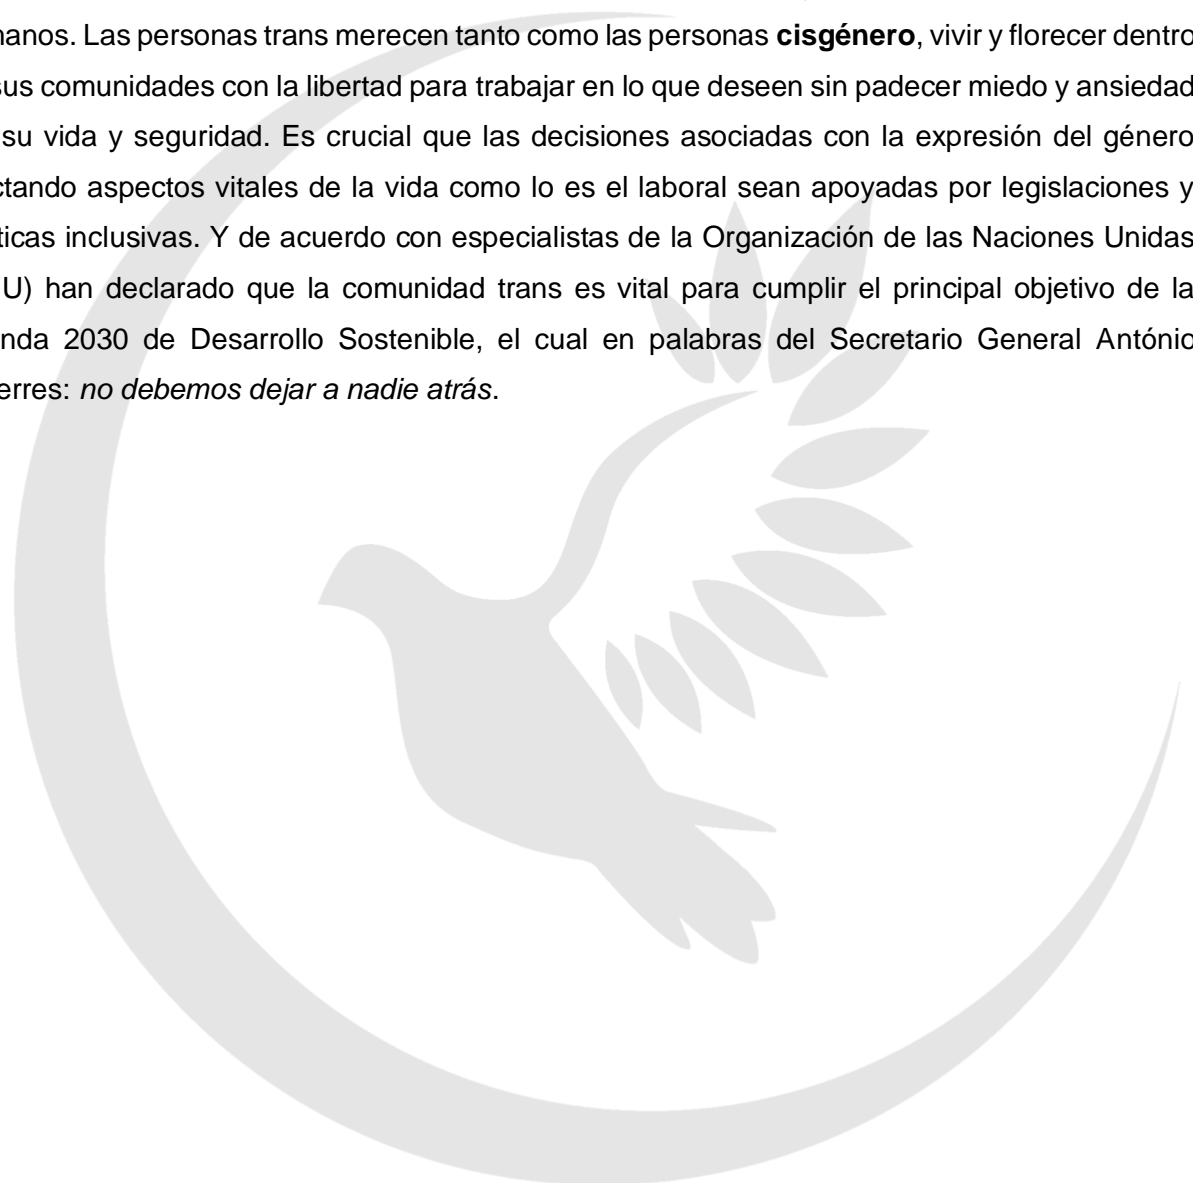 manos. Las personas trans merecen tanto como las personas cisgénero, vivir y florecer dentro
sus comunidades con la libertad para trabajar en lo que deseen sin padecer miedo y ansiedad
su vida y seguridad. Es crucial que las decisiones asociadas con la expresión del género
ctando aspectos vitales de la vida como lo es el laboral sean apoyadas por legislaciones y
ticas inclusivas. Y de acuerdo con especialistas de la Organización de las Naciones Unidas
U) han declarado que la comunidad trans es vital para cumplir el principal objetivo de la
nda 2030 de Desarrollo Sostenible, el cual en palabras del Secretario General António
erres: no debemos dejar a nadie atrás.